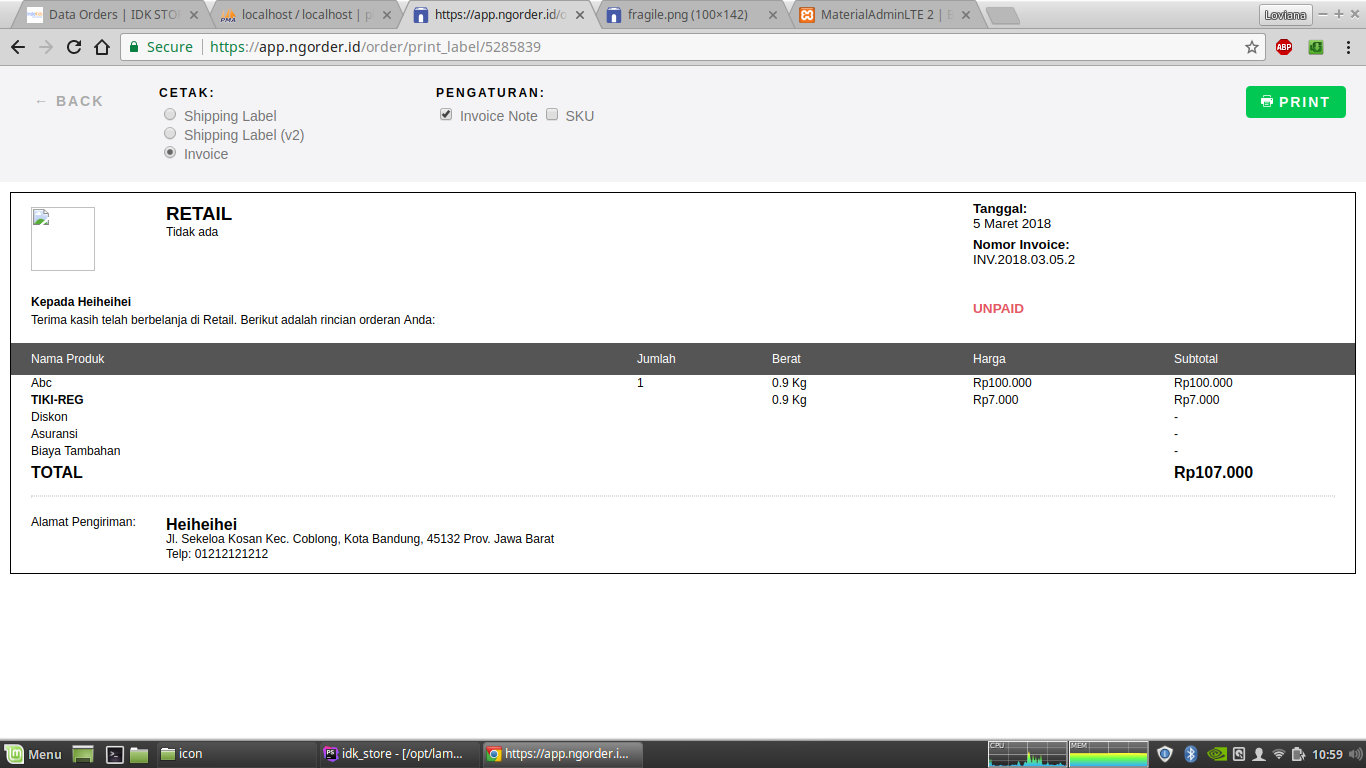 Data Orders | IDK STO
localhost / localhost | p
https://app.ngorder.id/o
fragile.png (100×142)
MaterialAdminLTE 2 |
Loviana
Secure
https://app.ngorder.id/order/print_label/5285839
ABP
← BACK
CETAK:
Shipping Label
Shipping Label (v2)
Invoice
PENGATURAN:
Invoice Note
SKU
PRINT
RETAIL
Tidak ada
Tanggal:
5 Maret 2018
Nomor Invoice:
INV.2018.03.05.2
Kepada Heiheihei
Terima kasih telah berbelanja di Retail. Berikut adalah rincian orderan Anda:
UNPAID
Nama Produk Jumlah Berat Harga Subtotal
Abc 1 0.9 Kg Rp100.000 Rp100.000
TIKI-REG 0.9 Kg Rp7.000 Rp7.000
Diskon -
Asuransi -
Biaya Tambahan -
TOTAL Rp107.000
Alamat Pengiriman:
Heiheihei
Jl. Sekeloa Kosan Kec. Coblong, Kota Bandung, 45132 Prov. Jawa Barat
Telp: 01212121212
Menu
icon
idk_store - [/opt/lam...
https://app.ngorder.i...
CPU
MEM
10:59